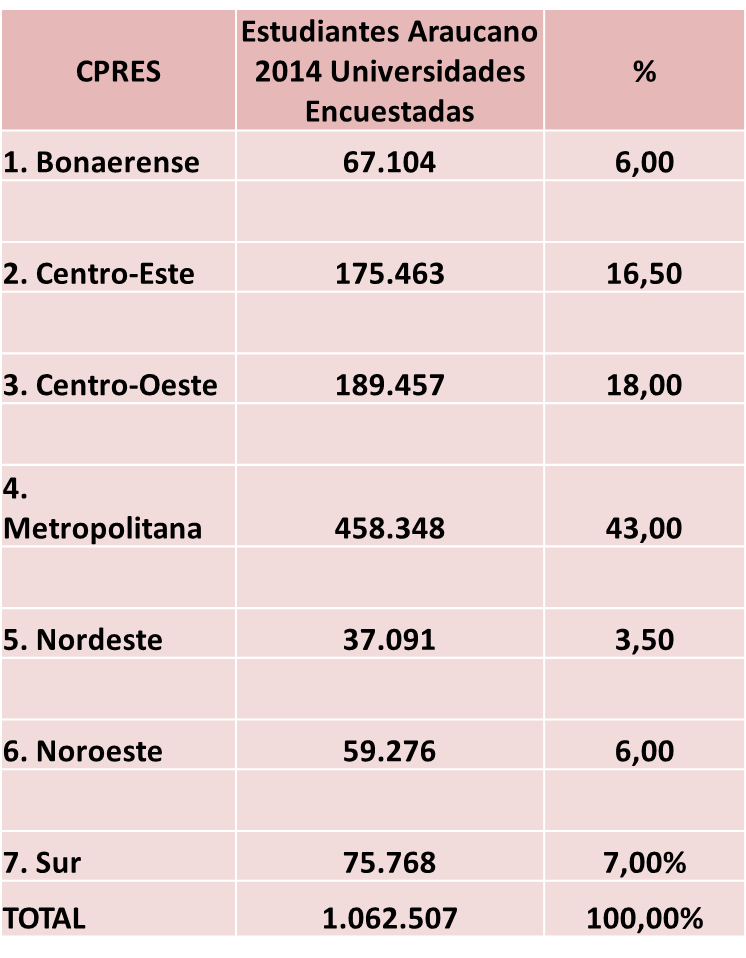 CPRES
Estudiantes Araucano
2014 Universidades
Encuestadas
%
1. Bonaerense 67.104 6,00
2. Centro-Este 175.463 16,50
3. Centro-Oeste 189.457 18,00
4.
Metropolitana 458.348 43,00
5. Nordeste 37.091 3,50
6. Noroeste 59.276 6,00
7. Sur 75.768 7,00%
TOTAL 1.062.507 100,00%